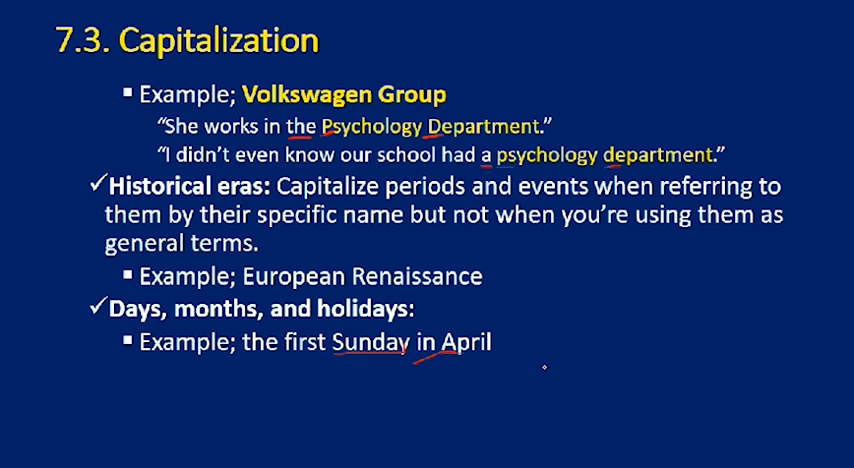 7.3. Capitalization
▪ Example; Volkswagen Group
“She works in the Psychology Department.”
“I didn’t even know our school had a psychology department.”
✓Historical eras: Capitalize periods and events when referring to
them by their specific name but not when you’re using them as
general terms.
▪ Example; European Renaissance
✓Days, months, and holidays:
▪ Example; the first Sunday in April